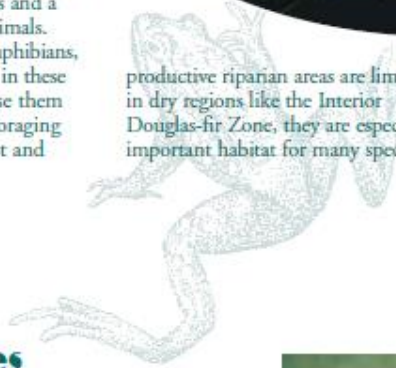 s and a
imals.
phibians,
in these
se them
oraging
t and
productive riparian areas are lim
in dry regions like the Interior
Douglas-fir Zone, they are espec
important habitat for many spec
es